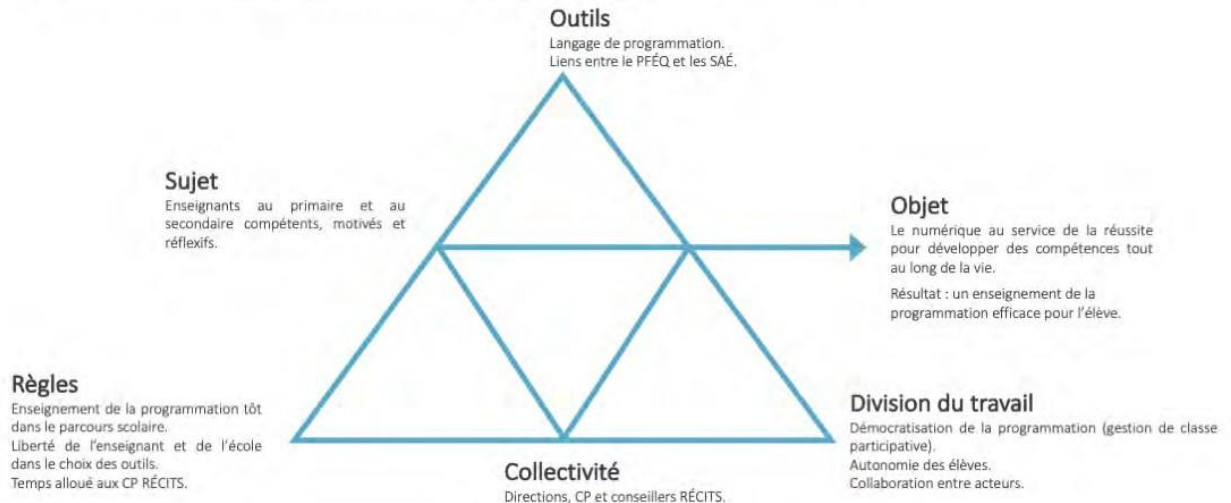 Outils
Langage de programmation.
Liens entre le PFÉQ et les SAÉ.
Sujet
Enseignants au primaire et au
secondaire compétents, motivés et
réflexifs.
Objet
Le numérique au service de la réussite
pour développer des compétences tout
au long de la vie.
Résultat : un enseignement de la
programmation efficace pour l'élève.
Règles
Enseignement de la programmation tôt
dans le parcours scolaire.
Liberté de l'enseignant et de l'école
dans le choix des outils.
Temps alloué aux CP RÉCITS.
Collectivité
Directions, CP et conseillers RÉCITS.
Division du travail
Démocratisation de la programmation (gestion de classe
participative).
Autonomie des élèves.
Collaboration entre acteurs.